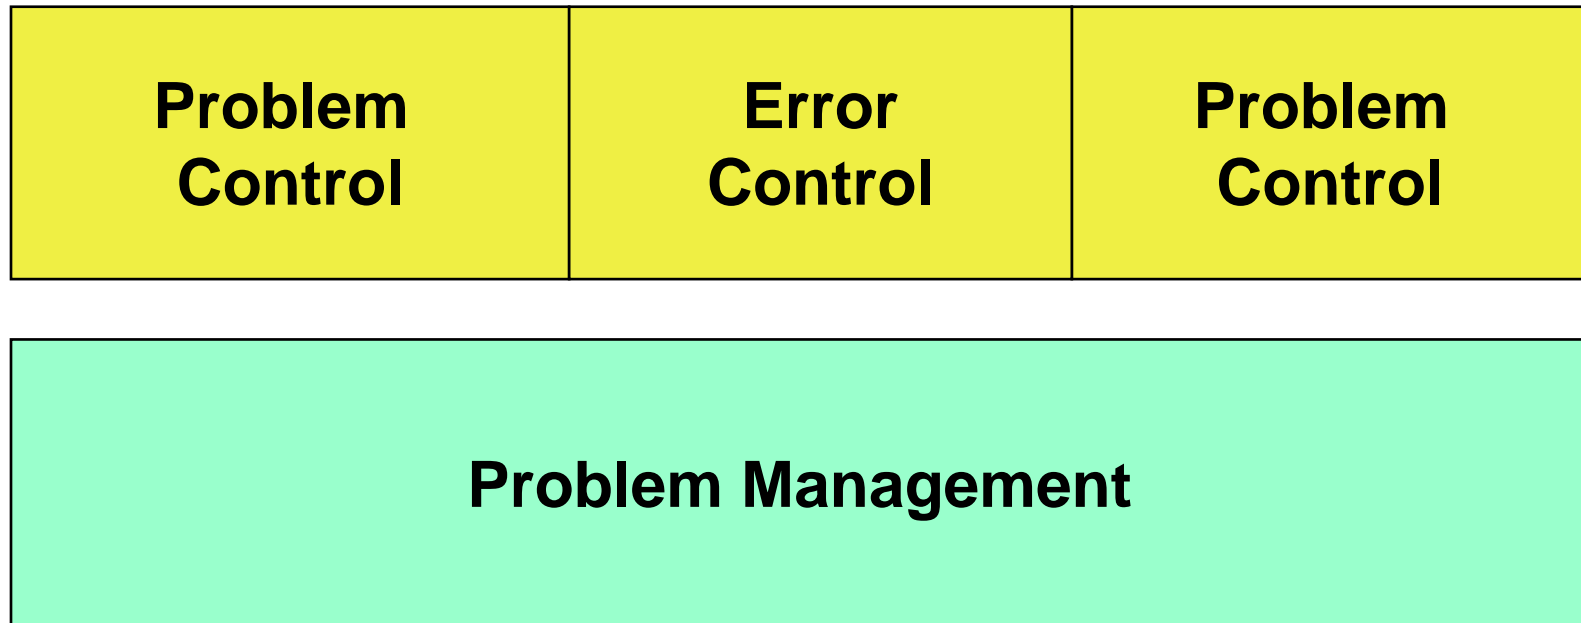 Problem
Control
Error
Control
Problem
Control
Problem Management